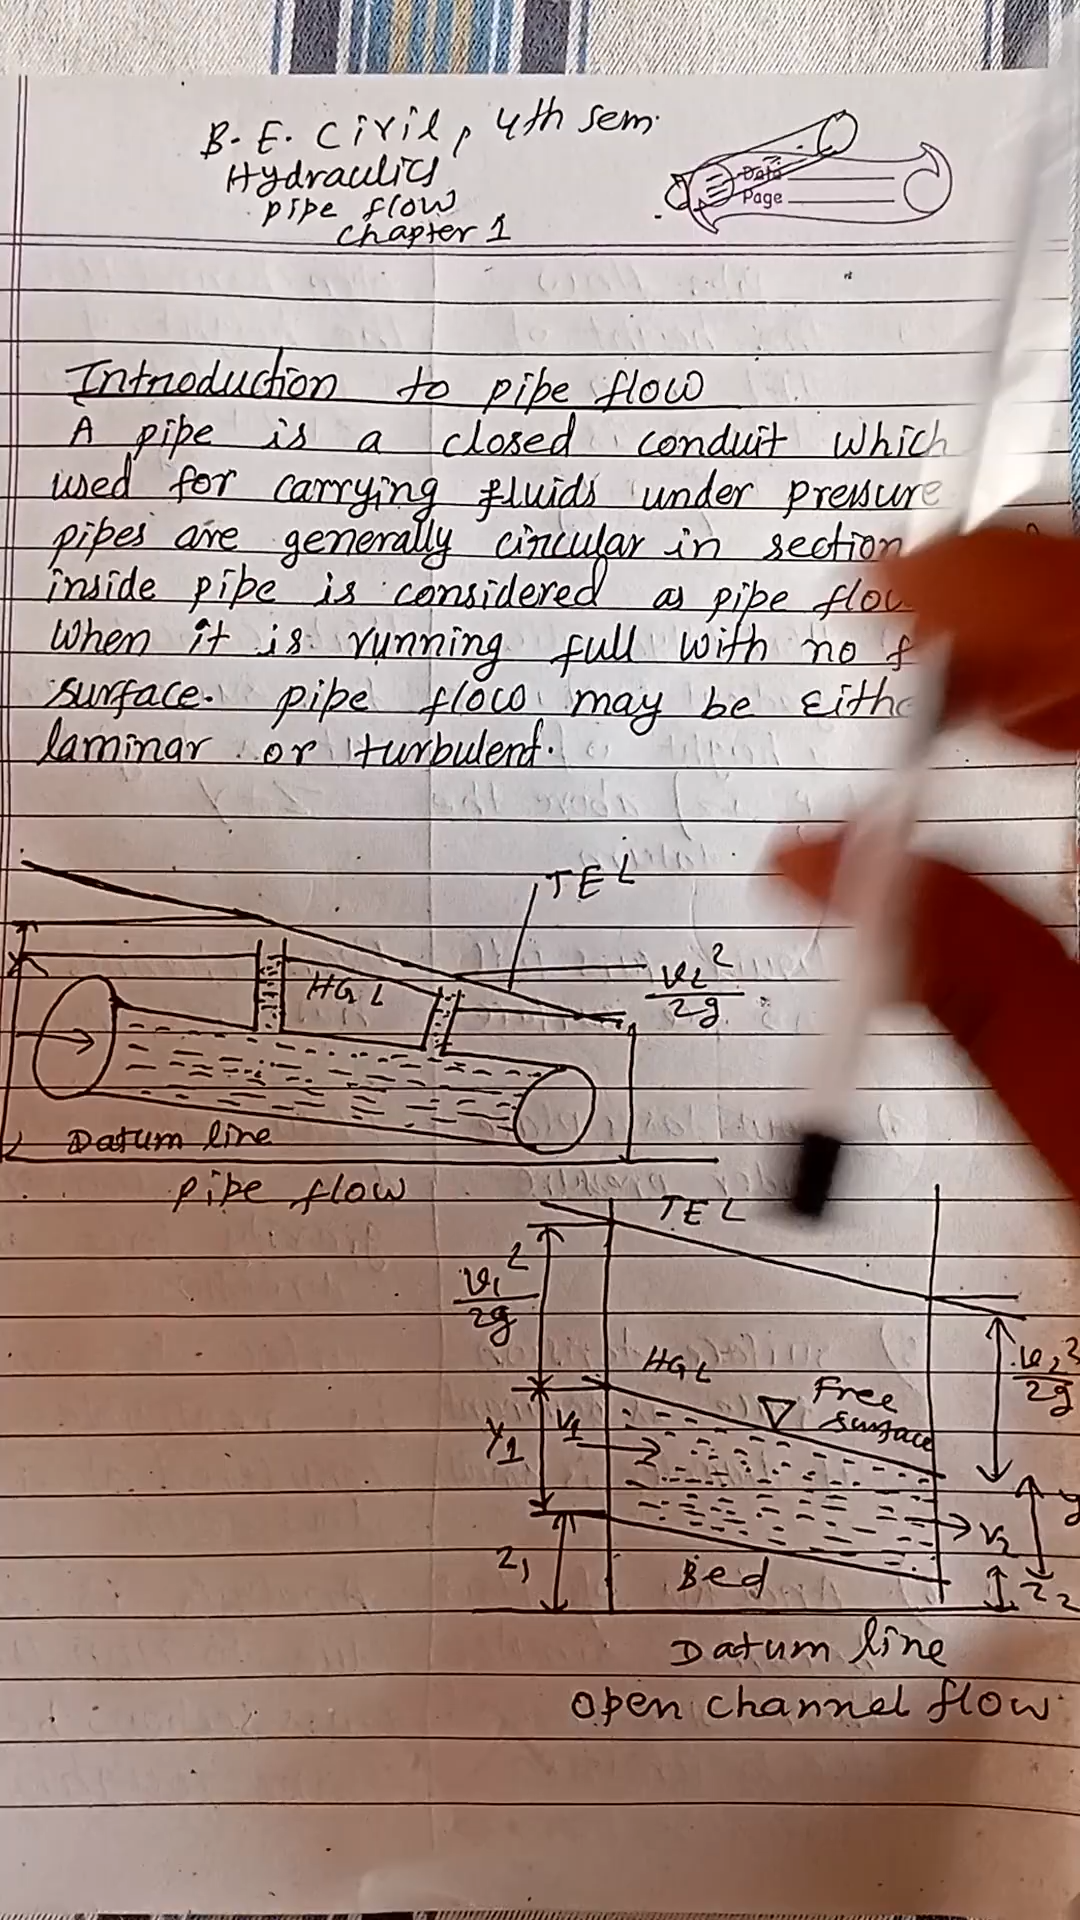 B.E. Civil, 4th sem.
Hydraulics
pipe flow
chapter 1
Date
Page
Introduction to pipe flow
A pipe is a closed conduit which
used for carrying fluids under pressure
pipes are generally circular in section
inside pipe is considered as pipe
When it is running full with no
surface. pipe flow may be
laminar or turbulent.
TEL
HGL
V2²/2g
Datum line
pipe flow
TEL
V1²/2g
HGL
Free
surface
V2²/2g
Y1
V1
V2
Z1
Bed
Z2
Datum line
open channel flow